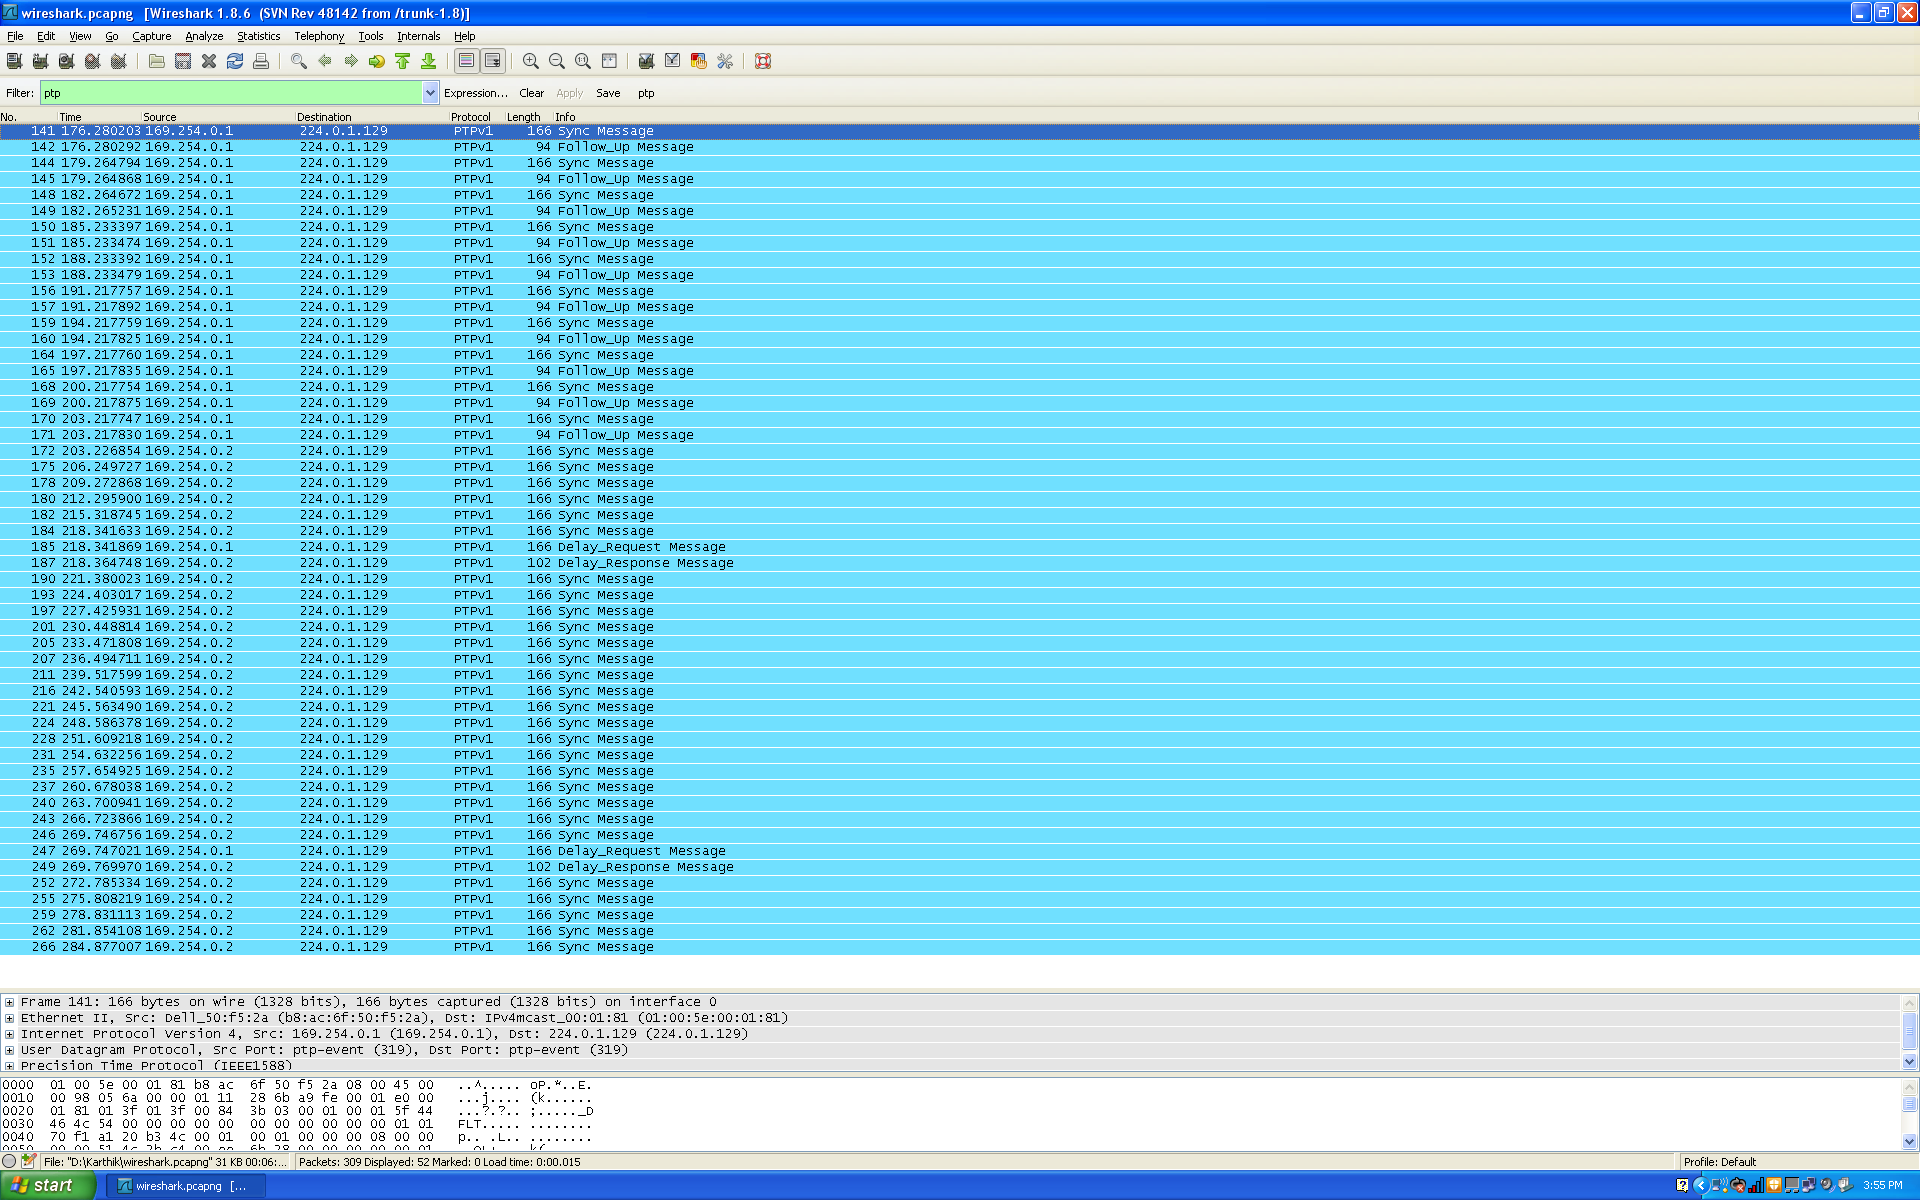 wireshark.pcapng [Wireshark 1.8.6 (SVN Rev 48142 from /trunk-1.8)]
File Edit View Go Capture Analyze Statistics Telephony Tools Internals Help
Filter: ptp Expression... Clear Apply Save ptp
No. Time Source Destination Protocol Length Info
141 176.280203 169.254.0.1 224.0.1.129 PTPv1 166 Sync Message
142 176.280292 169.254.0.1 224.0.1.129 PTPv1 94 Follow_Up Message
144 179.264794 169.254.0.1 224.0.1.129 PTPv1 166 Sync Message
145 179.264868 169.254.0.1 224.0.1.129 PTPv1 94 Follow_Up Message
148 182.264672 169.254.0.1 224.0.1.129 PTPv1 166 Sync Message
149 182.265231 169.254.0.1 224.0.1.129 PTPv1 94 Follow_Up Message
150 185.233397 169.254.0.1 224.0.1.129 PTPv1 166 Sync Message
151 185.233474 169.254.0.1 224.0.1.129 PTPv1 94 Follow_Up Message
152 188.233392 169.254.0.1 224.0.1.129 PTPv1 166 Sync Message
153 188.233479 169.254.0.1 224.0.1.129 PTPv1 94 Follow_Up Message
156 191.217757 169.254.0.1 224.0.1.129 PTPv1 166 Sync Message
157 191.217892 169.254.0.1 224.0.1.129 PTPv1 94 Follow_Up Message
159 194.217759 169.254.0.1 224.0.1.129 PTPv1 166 Sync Message
160 194.217825 169.254.0.1 224.0.1.129 PTPv1 94 Follow_Up Message
164 197.217760 169.254.0.1 224.0.1.129 PTPv1 166 Sync Message
165 197.217835 169.254.0.1 224.0.1.129 PTPv1 94 Follow_Up Message
168 200.217754 169.254.0.1 224.0.1.129 PTPv1 166 Sync Message
169 200.217875 169.254.0.1 224.0.1.129 PTPv1 94 Follow_Up Message
170 203.217747 169.254.0.1 224.0.1.129 PTPv1 166 Sync Message
171 203.217830 169.254.0.1 224.0.1.129 PTPv1 94 Follow_Up Message
172 203.226854 169.254.0.2 224.0.1.129 PTPv1 166 Sync Message
175 206.249727 169.254.0.2 224.0.1.129 PTPv1 166 Sync Message
178 209.272868 169.254.0.2 224.0.1.129 PTPv1 166 Sync Message
180 212.295900 169.254.0.2 224.0.1.129 PTPv1 166 Sync Message
182 215.318745 169.254.0.2 224.0.1.129 PTPv1 166 Sync Message
184 218.341633 169.254.0.2 224.0.1.129 PTPv1 166 Sync Message
185 218.341869 169.254.0.1 224.0.1.129 PTPv1 166 Delay_Request Message
187 218.364748 169.254.0.2 224.0.1.129 PTPv1 102 Delay_Response Message
190 221.380023 169.254.0.2 224.0.1.129 PTPv1 166 Sync Message
193 224.403017 169.254.0.2 224.0.1.129 PTPv1 166 Sync Message
197 227.425931 169.254.0.2 224.0.1.129 PTPv1 166 Sync Message
201 230.448814 169.254.0.2 224.0.1.129 PTPv1 166 Sync Message
205 233.471808 169.254.0.2 224.0.1.129 PTPv1 166 Sync Message
207 236.494711 169.254.0.2 224.0.1.129 PTPv1 166 Sync Message
211 239.517599 169.254.0.2 224.0.1.129 PTPv1 166 Sync Message
216 242.540593 169.254.0.2 224.0.1.129 PTPv1 166 Sync Message
221 245.563490 169.254.0.2 224.0.1.129 PTPv1 166 Sync Message
224 248.586378 169.254.0.2 224.0.1.129 PTPv1 166 Sync Message
228 251.609218 169.254.0.2 224.0.1.129 PTPv1 166 Sync Message
231 254.632256 169.254.0.2 224.0.1.129 PTPv1 166 Sync Message
235 257.654925 169.254.0.2 224.0.1.129 PTPv1 166 Sync Message
237 260.678038 169.254.0.2 224.0.1.129 PTPv1 166 Sync Message
240 263.700941 169.254.0.2 224.0.1.129 PTPv1 166 Sync Message
243 266.723866 169.254.0.2 224.0.1.129 PTPv1 166 Sync Message
246 269.746756 169.254.0.2 224.0.1.129 PTPv1 166 Sync Message
247 269.747021 169.254.0.1 224.0.1.129 PTPv1 166 Delay_Request Message
249 269.769970 169.254.0.2 224.0.1.129 PTPv1 102 Delay_Response Message
252 272.785334 169.254.0.2 224.0.1.129 PTPv1 166 Sync Message
255 275.808219 169.254.0.2 224.0.1.129 PTPv1 166 Sync Message
259 278.831113 169.254.0.2 224.0.1.129 PTPv1 166 Sync Message
262 281.854108 169.254.0.2 224.0.1.129 PTPv1 166 Sync Message
266 284.877007 169.254.0.2 224.0.1.129 PTPv1 166 Sync Message
Frame 141: 166 bytes on wire (1328 bits), 166 bytes captured (1328 bits) on interface 0
Ethernet II, Src: Dell_50:f5:2a (b8:ac:6f:50:f5:2a), Dst: IPv4mcast_00:01:81 (01:00:5e:00:01:81)
Internet Protocol Version 4, Src: 169.254.0.1 (169.254.0.1), Dst: 224.0.1.129 (224.0.1.129)
User Datagram Protocol, Src Port: ptp-event (319), Dst Port: ptp-event (319)
Precision Time Protocol (IEEE1588)
0000 01 00 5e 00 01 81 b8 ac 6f 50 f5 2a 08 00 45 00 ..^..... oP.*..E.
0010 00 98 05 6a 00 00 01 11 28 6b a9 fe 00 01 e0 00 ...j.... (k......
0020 01 81 01 3f 01 3f 00 84 3b 03 00 01 00 01 5f 44 ...?.?.. ;....._D
0030 46 4c 54 00 00 00 00 00 00 00 00 00 00 00 01 01 FLT..... ........
0040 70 f1 a1 20 b3 4c 00 01 00 01 00 00 00 08 00 00 p.. .L.. ........
File: "D:\Karthik\wireshark.pcapng" 31 KB 00:06:... Packets: 309 Displayed: 52 Marked: 0 Load time: 0:00.015 Profile: Default
start wireshark.pcapng [... 3:55 PM